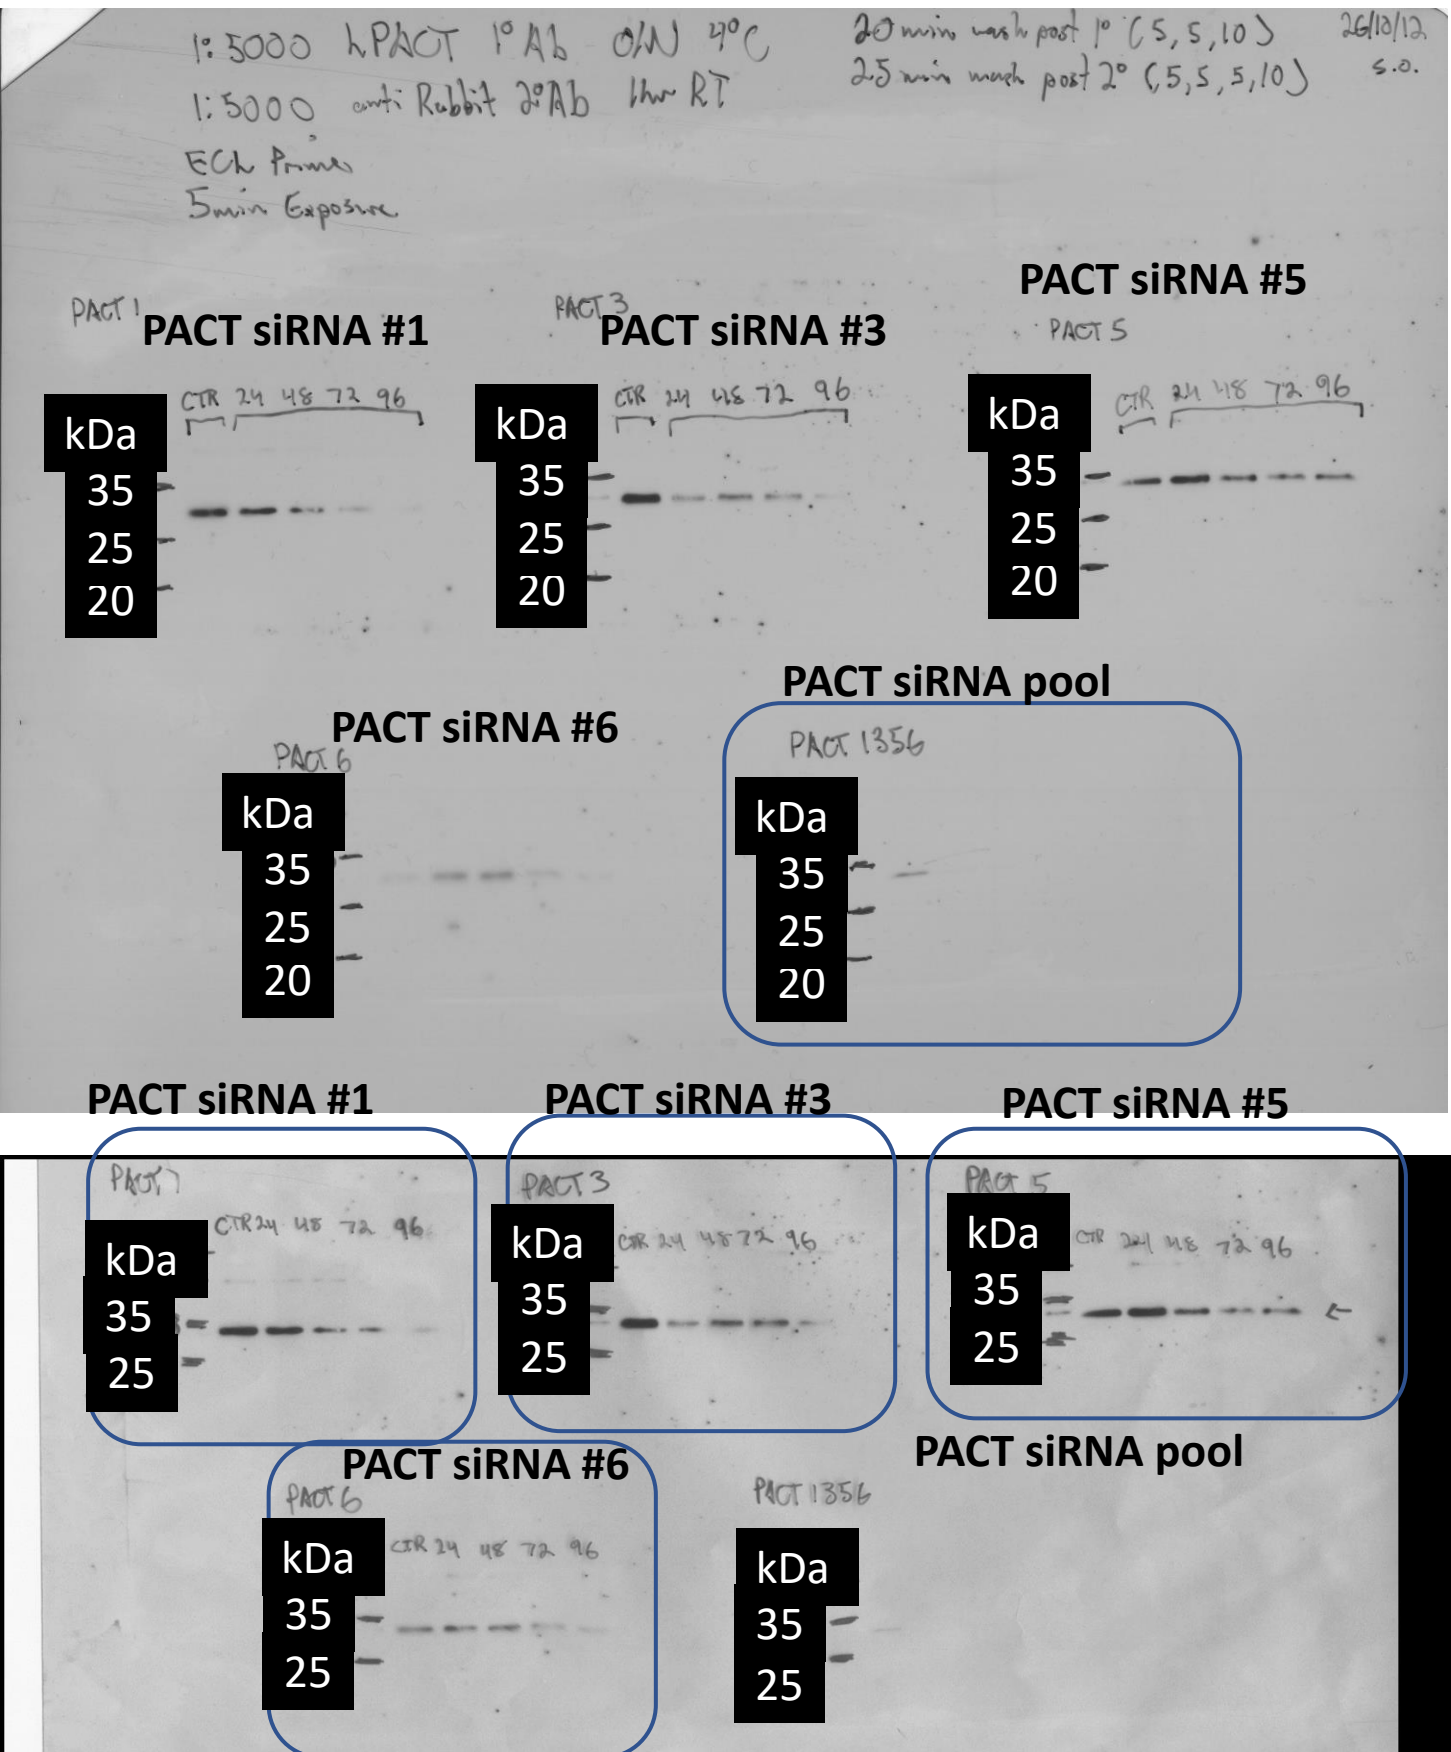 1:5000 hPACT 1° Ab O/N 4°C
20 min wash post 1° (5, 5, 10)
26/10/12
1:5000 anti Rabbit 2° Ab 1hr RT
25 min wash post 2° (5, 5, 5, 10)
S.O.
ECL Prime
5min Exposure
PACT 1
PACT siRNA #1
PACT 3
PACT siRNA #3
PACT siRNA #5
PACT 5
CTR 24 48 72 96
CTR 24 48 72 96
CTR 24 48 72 96
kDa
35
25
20
kDa
35
25
20
kDa
35
25
20
PACT siRNA #6
PACT 6
PACT siRNA pool
PACT 1356
kDa
35
25
20
kDa
35
25
20
PACT siRNA #1
PACT siRNA #3
PACT siRNA #5
PACT 1
PACT 3
PACT 5
CTR 24 48 72 96
CTR 24 48 72 96
CTR 24 48 72 96
kDa
35
25
kDa
35
25
kDa
35
25
←
PACT siRNA #6
PACT 6
PACT siRNA pool
PACT 1356
CTR 24 48 72 96
kDa
35
25
kDa
35
25